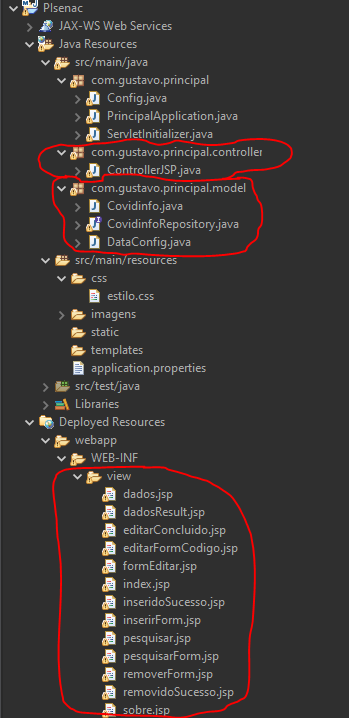 PIsenac
JAX-WS Web Services
Java Resources
src/main/java
com.gustavo.principal
Config.java
PrincipalApplication.java
ServletInitializer.java
com.gustavo.principal.controller
ControllerJSP.java
com.gustavo.principal.model
Covidinfo.java
CovidinfoRepository.java
DataConfig.java
src/main/resources
css
estilo.css
imagens
static
templates
application.properties
src/test/java
Libraries
Deployed Resources
webapp
WEB-INF
view
dados.jsp
dadosResult.jsp
editarConcluido.jsp
editarFormCodigo.jsp
formEditar.jsp
index.jsp
inseridoSucesso.jsp
inserirForm.jsp
pesquisar.jsp
pesquisarForm.jsp
removerForm.jsp
removidoSucesso.jsp
sobre.jsp